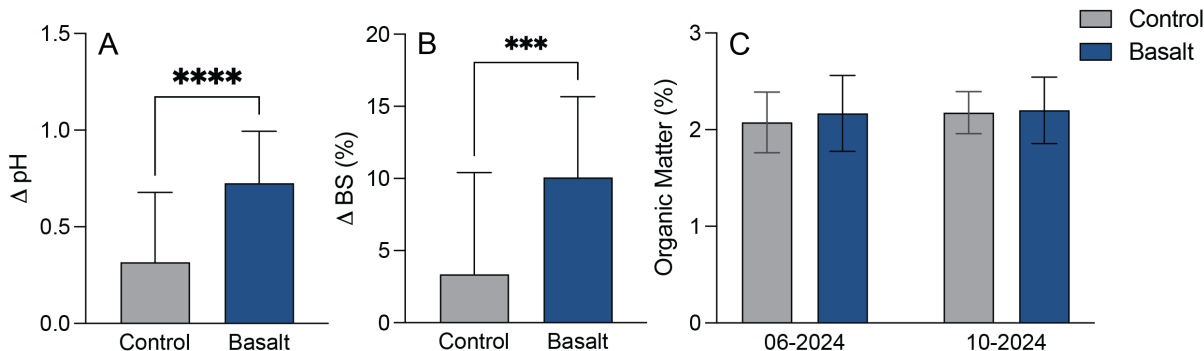 A
Δ pH
1.5
1.0
0.5
0.0
****
Control
Basalt
B
Δ BS (%)
20
15
10
5
0
***
Control
Basalt
C
Organic Matter (%)
3
2
1
0
06-2024
10-2024
Control
Basalt